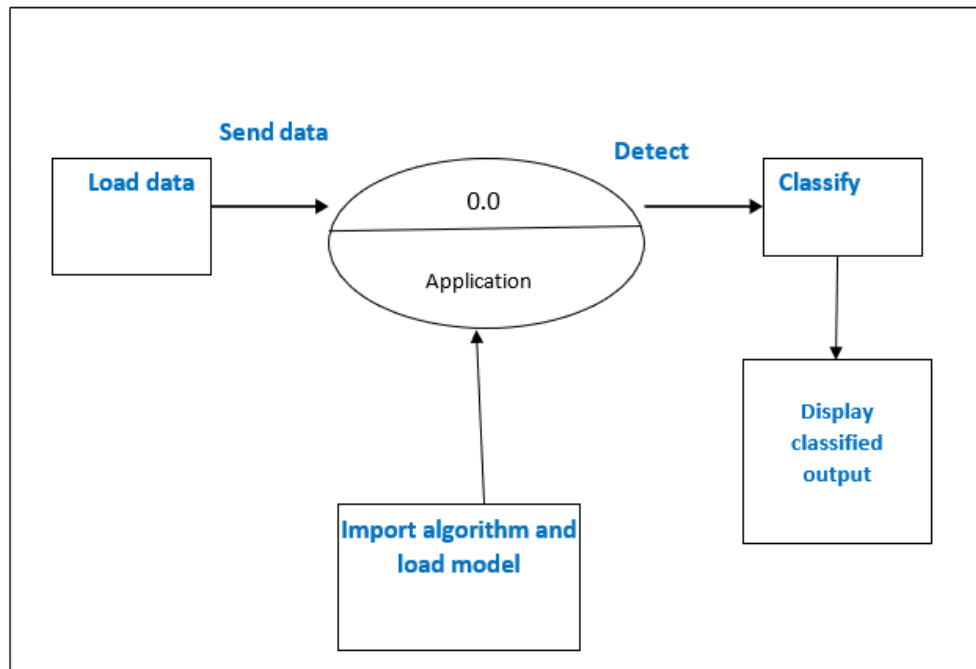 Send data
Detect
Load data
0.0
Classify
Application
Display
classified
output
Import algorithm and
load model